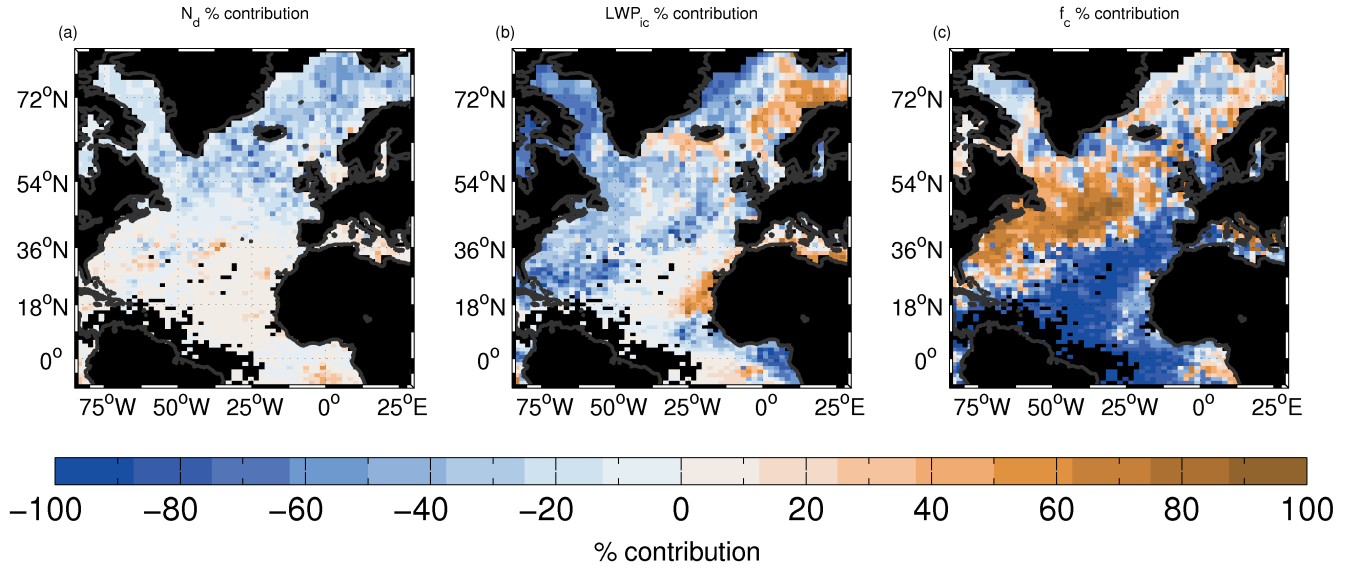 N_d % contribution
LWP_ic % contribution
f_c % contribution
(a)
(b)
(c)
72°N
54°N
36°N
18°N
0°
75°W 50°W 25°W 0° 25°E
72°N
54°N
36°N
18°N
0°
75°W 50°W 25°W 0° 25°E
72°N
54°N
36°N
18°N
0°
75°W 50°W 25°W 0° 25°E
−100 −80 −60 −40 −20 0 20 40 60 80 100
% contribution